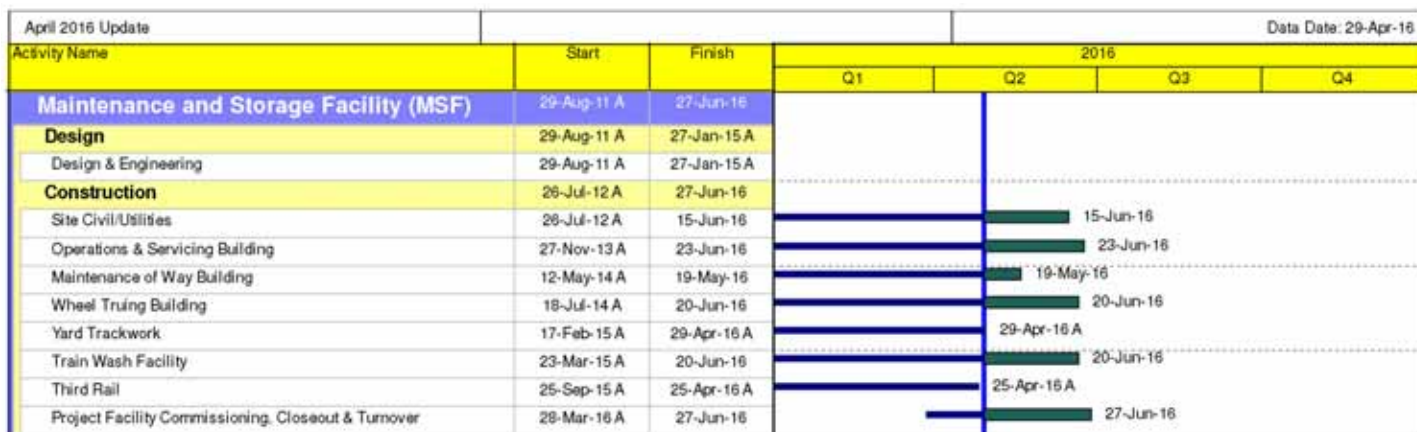 April 2016 Update Data Date: 29-Apr-16
Activity Name Start Finish 2016
Q1 Q2 Q3 Q4
Maintenance and Storage Facility (MSF) 29-Aug-11 A 27-Jun-16
Design 29-Aug-11 A 27-Jan-15 A
Design & Engineering 29-Aug-11 A 27-Jan-15 A
Construction 26-Jul-12 A 27-Jun-16
Site Civil/Utilities 26-Jul-12 A 15-Jun-16 15-Jun-16
Operations & Servicing Building 27-Nov-13 A 23-Jun-16 23-Jun-16
Maintenance of Way Building 12-May-14 A 19-May-16 19-May-16
Wheel Truing Building 18-Jul-14 A 20-Jun-16 20-Jun-16
Yard Trackwork 17-Feb-15 A 29-Apr-16 A 29-Apr-16 A
Train Wash Facility 23-Mar-15 A 20-Jun-16 20-Jun-16
Third Rail 25-Sep-15 A 25-Apr-16 A 25-Apr-16 A
Project Facility Commissioning, Closeout & Turnover 28-Mar-16 A 27-Jun-16 27-Jun-16